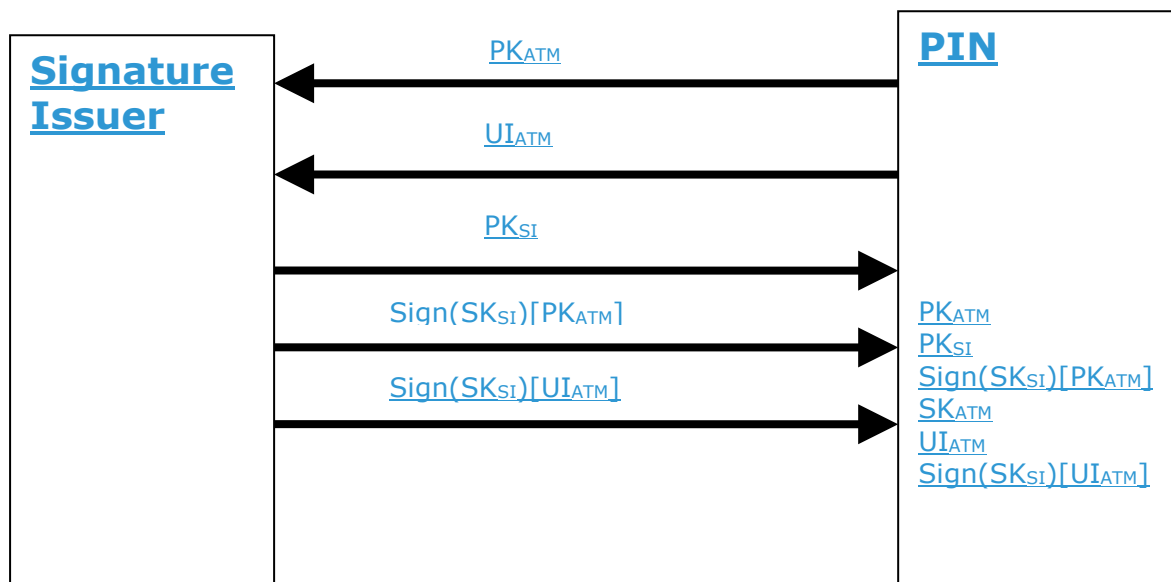 Signature
Issuer
PKATM
UIATM
PKSI
Sign(SKSI)[PKATM]
Sign(SKSI)[UIATM]
PIN
PKATM
PKSI
Sign(SKSI)[PKATM]
SKATM
UIATM
Sign(SKSI)[UIATM]